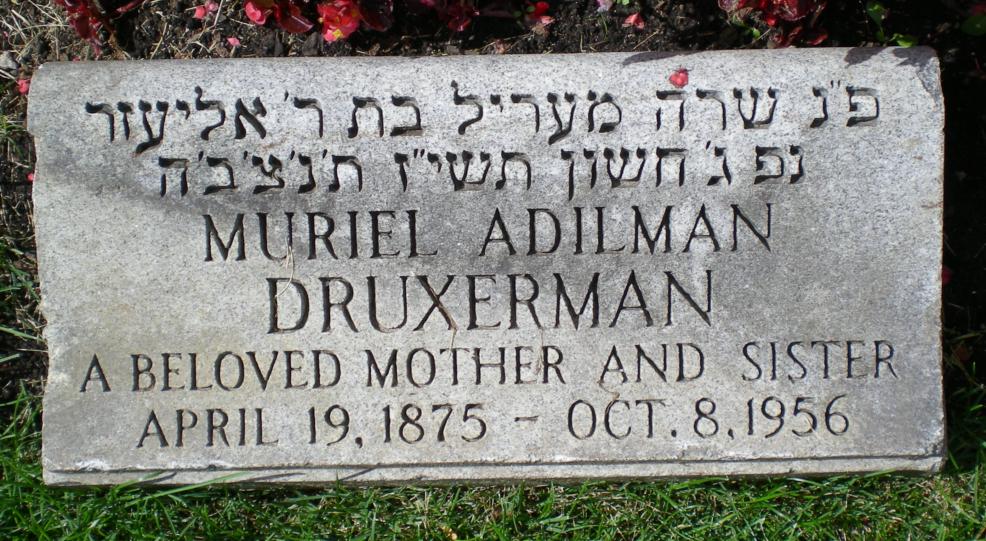 פ"נ שרה מעריל בת ר' אליעזר
נפ ג' חשון תשי"ז ת'נ'צ'ב'ה
MURIEL ADILMAN
DRUXERMAN
A BELOVED MOTHER AND SISTER
APRIL 19, 1875 - OCT. 8, 1956